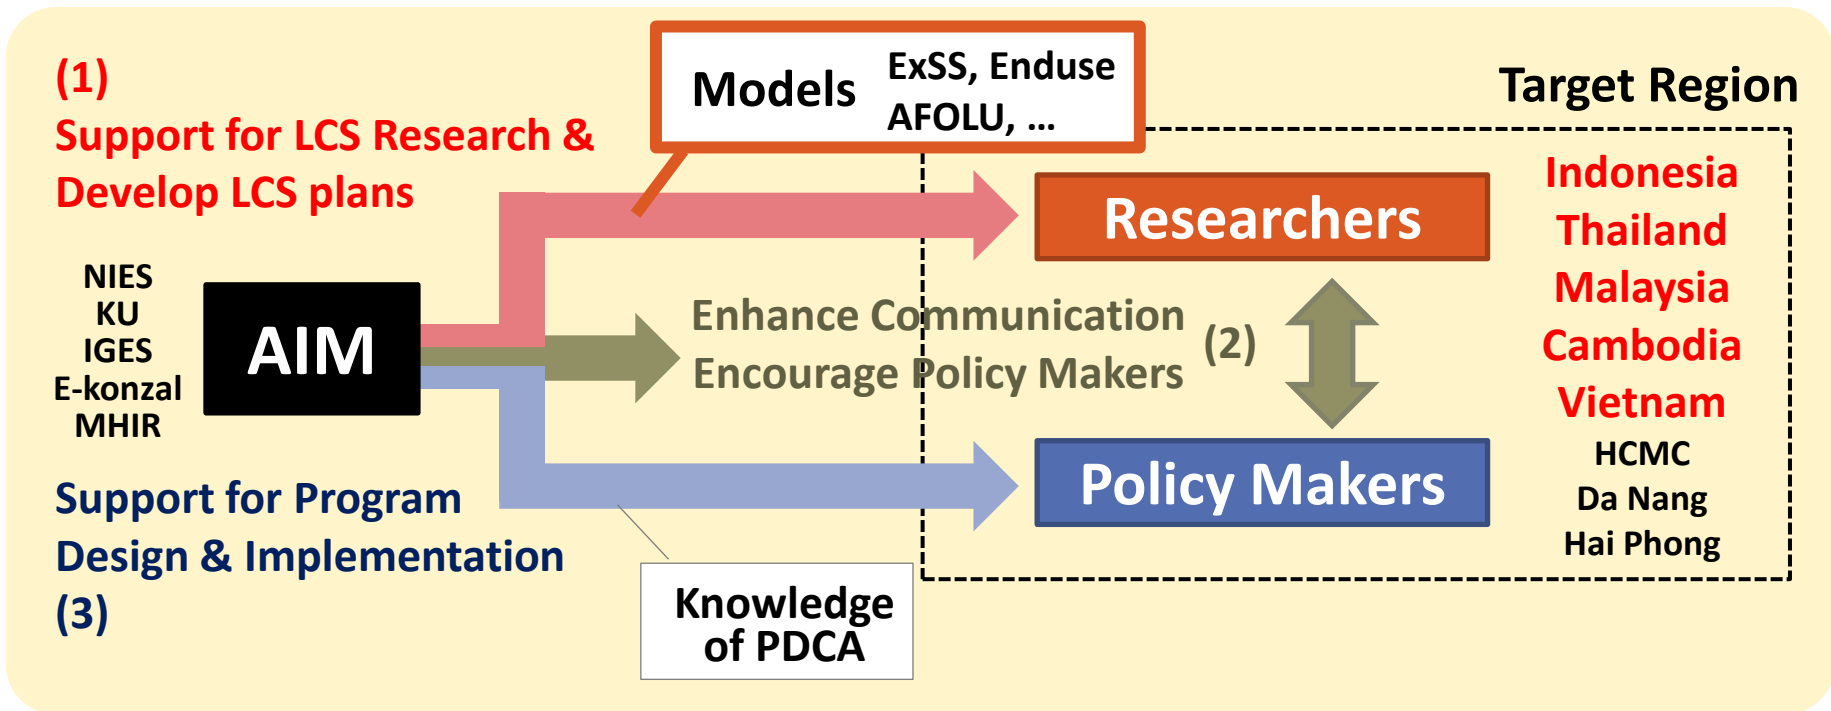 (1)
Support for LCS Research &
Develop LCS plans
Models
ExSS, Enduse
AFOLU, ...
Target Region
NIES
KU
IGES
E-konzal
MHIR
AIM
Researchers
Enhance Communication
Encourage Policy Makers
(2)
Policy Makers
Indonesia
Thailand
Malaysia
Cambodia
Vietnam
HCMC
Da Nang
Hai Phong
Support for Program
Design & Implementation
(3)
Knowledge
of PDCA